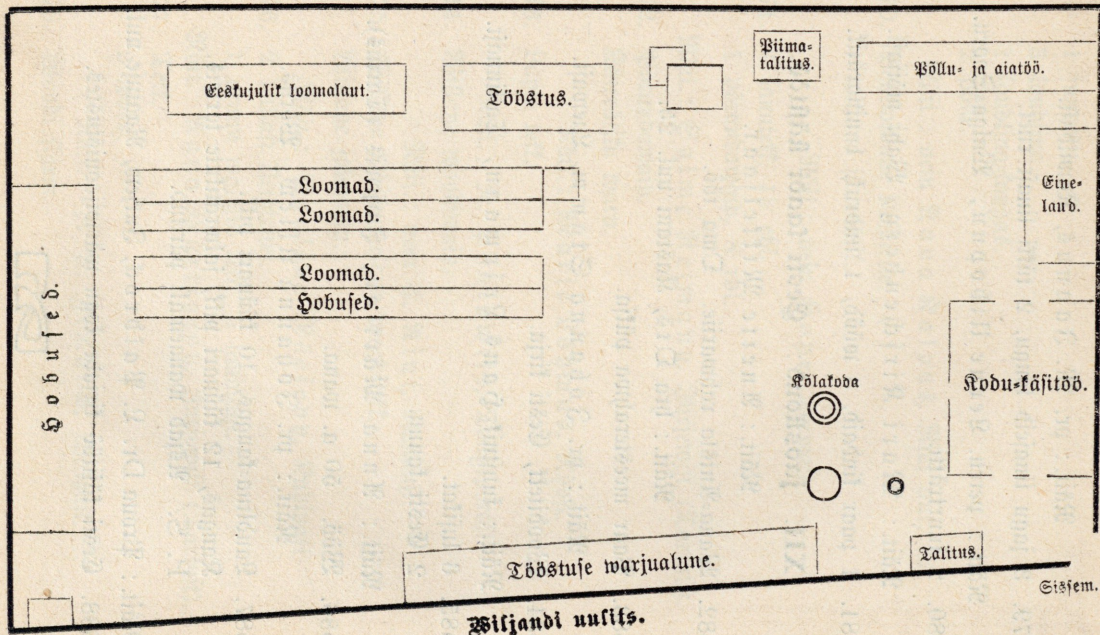 Piima-
talitus.
Põllu- ja aiatöö.
Eeskujulik loomalaut.
Tööstus.
Loomad.
Loomad.
Eine-
laud.
Loomad.
Hobused.
Hobused.
Kõlakoda
Kodu-käsitöö.
Tööstuse warjualune.
Talitus.
Sissem.
Wiljandi uulits.